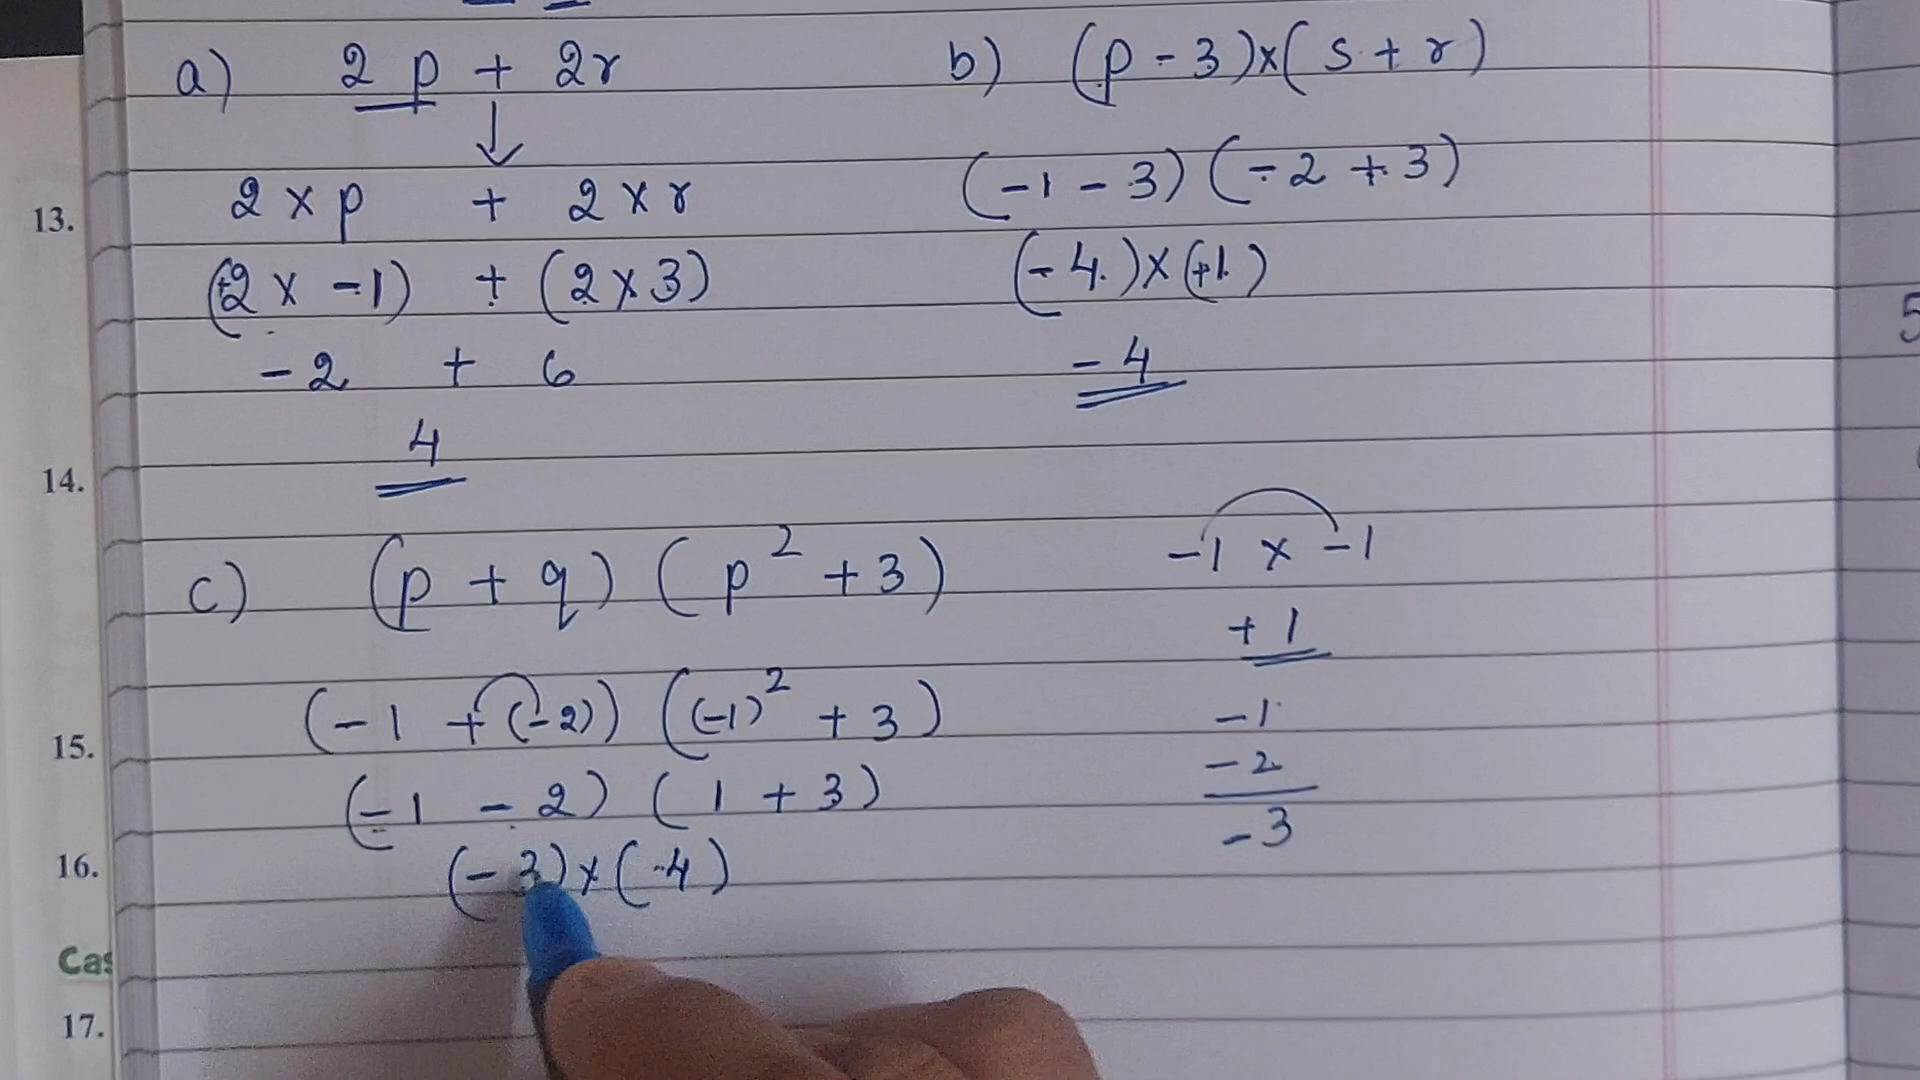 a) 2p + 2r
↓
2 × p + 2 × r
(+2 × -1) + (2 × 3)
-2 + 6
4
b) (p - 3)×(s + r)
(-1 - 3)(-2 + 3)
(-4)×(+1)
-4
c) (p + q)(p² + 3)
(-1 + (-2))((-1)² + 3)
(-1 - 2)(1 + 3)
(-3)×(-4)
-1 × -1
+1
-1
-2
-3
13.
14.
15.
16.
17.
5